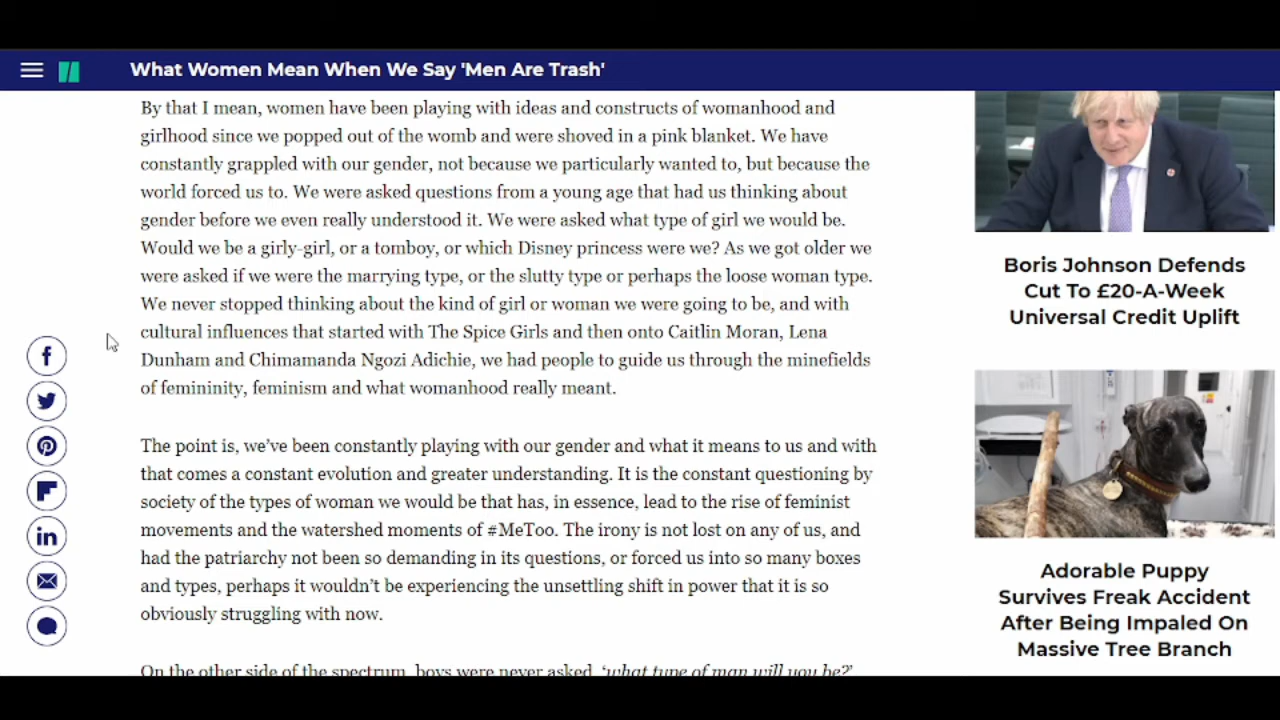 What Women Mean When We Say 'Men Are Trash'
By that I mean, women have been playing with ideas and constructs of womanhood and
girlhood since we popped out of the womb and were shoved in a pink blanket. We have
constantly grappled with our gender, not because we particularly wanted to, but because the
world forced us to. We were asked questions from a young age that had us thinking about
gender before we even really understood it. We were asked what type of girl we would be.
Would we be a girly-girl, or a tomboy, or which Disney princess were we? As we got older we
were asked if we were the marrying type, or the slutty type or perhaps the loose woman type.
We never stopped thinking about the kind of girl or woman we were going to be, and with
cultural influences that started with The Spice Girls and then onto Caitlin Moran, Lena
Dunham and Chimamanda Ngozi Adichie, we had people to guide us through the minefields
of femininity, feminism and what womanhood really meant.
The point is, we've been constantly playing with our gender and what it means to us and with
that comes a constant evolution and greater understanding. It is the constant questioning by
society of the types of woman we would be that has, in essence, lead to the rise of feminist
movements and the watershed moments of #MeToo. The irony is not lost on any of us, and
had the patriarchy not been so demanding in its questions, or forced us into so many boxes
and types, perhaps it wouldn't be experiencing the unsettling shift in power that it is so
obviously struggling with now.
On the other side of the spectrum, boys were never asked, 'what type of man will you be?'
Boris Johnson Defends
Cut To £20-A-Week
Universal Credit Uplift
Adorable Puppy
Survives Freak Accident
After Being Impaled On
Massive Tree Branch